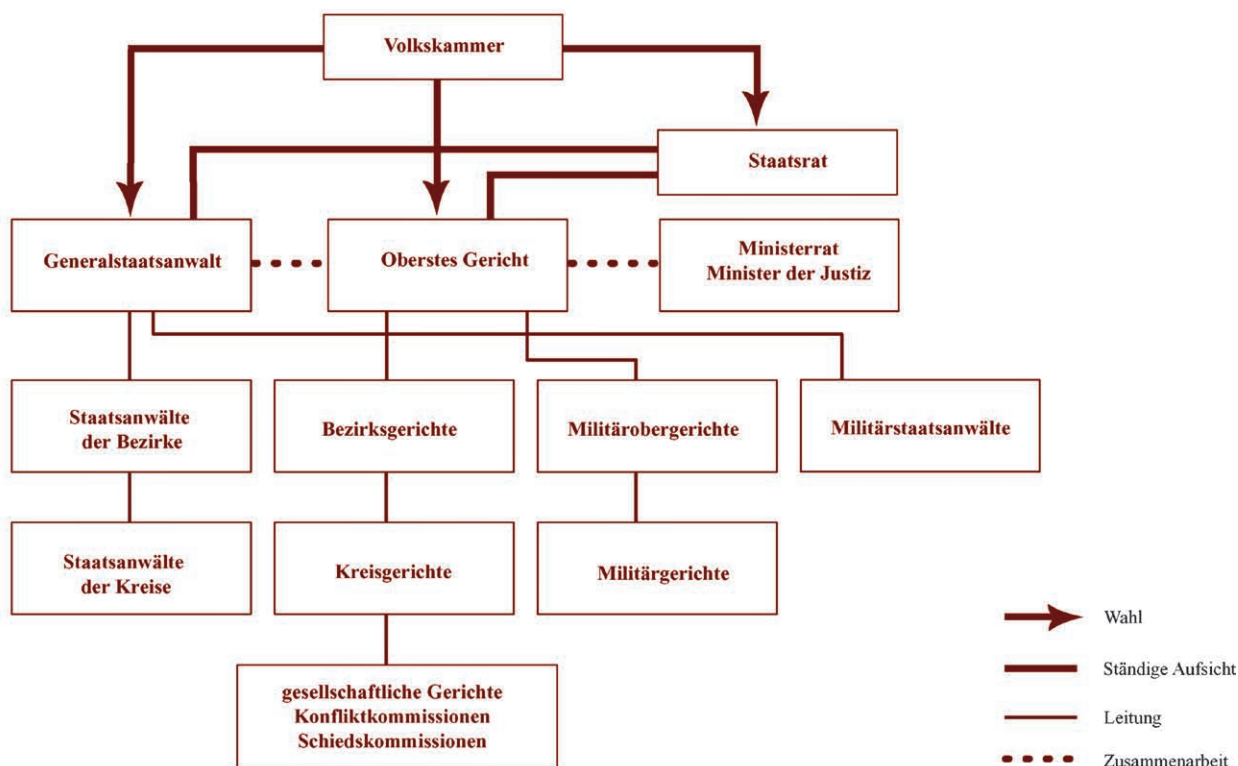 Volkskammer
Staatsrat
Generalstaatsanwalt
Oberstes Gericht
Ministerrat
Minister der Justiz
Staatsanwälte
der Bezirke
Bezirksgerichte
Militärobergerichte
Militärstaatsanwälte
Staatsanwälte
der Kreise
Kreisgerichte
Militärgerichte
gesellschaftliche Gerichte
Konfliktkommissionen
Schiedskommissionen
Wahl
Ständige Aufsicht
Leitung
Zusammenarbeit